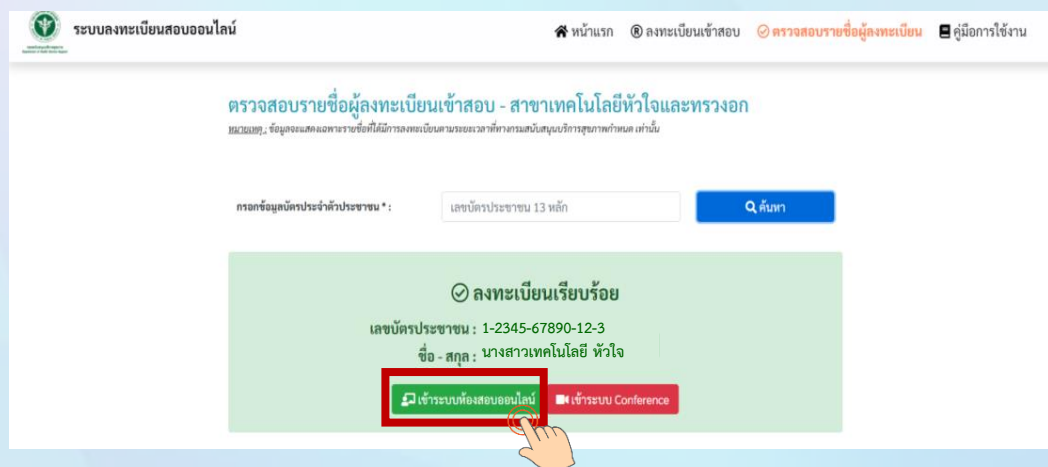 ระบบลงทะเบียนสอบออนไลน์
หน้าแรก ® ลงทะเบียนเข้าสอบ ตรวจสอบรายชื่อผู้ลงทะเบียน คู่มือการใช้งาน
ตรวจสอบรายชื่อผู้ลงทะเบียนเข้าสอบ - สาขาเทคโนโลยีหัวใจและทรวงอก
หมายเหตุ : ข้อมูลจะแสดงเฉพาะรายชื่อที่ได้มีการลงทะเบียนตามระยะเวลาที่ทางกรมสนับสนุนบริการสุขภาพกำหนด เท่านั้น
กรอกข้อมูลบัตรประจำตัวประชาชน * : เลขบัตรประชาชน 13 หลัก ค้นหา
ลงทะเบียนเรียบร้อย
เลขบัตรประชาชน : 1-2345-67890-12-3
ชื่อ - สกุล : นางสาวเทคโนโลยี หัวใจ
เข้าระบบห้องสอบออนไลน์ เข้าระบบ Conference